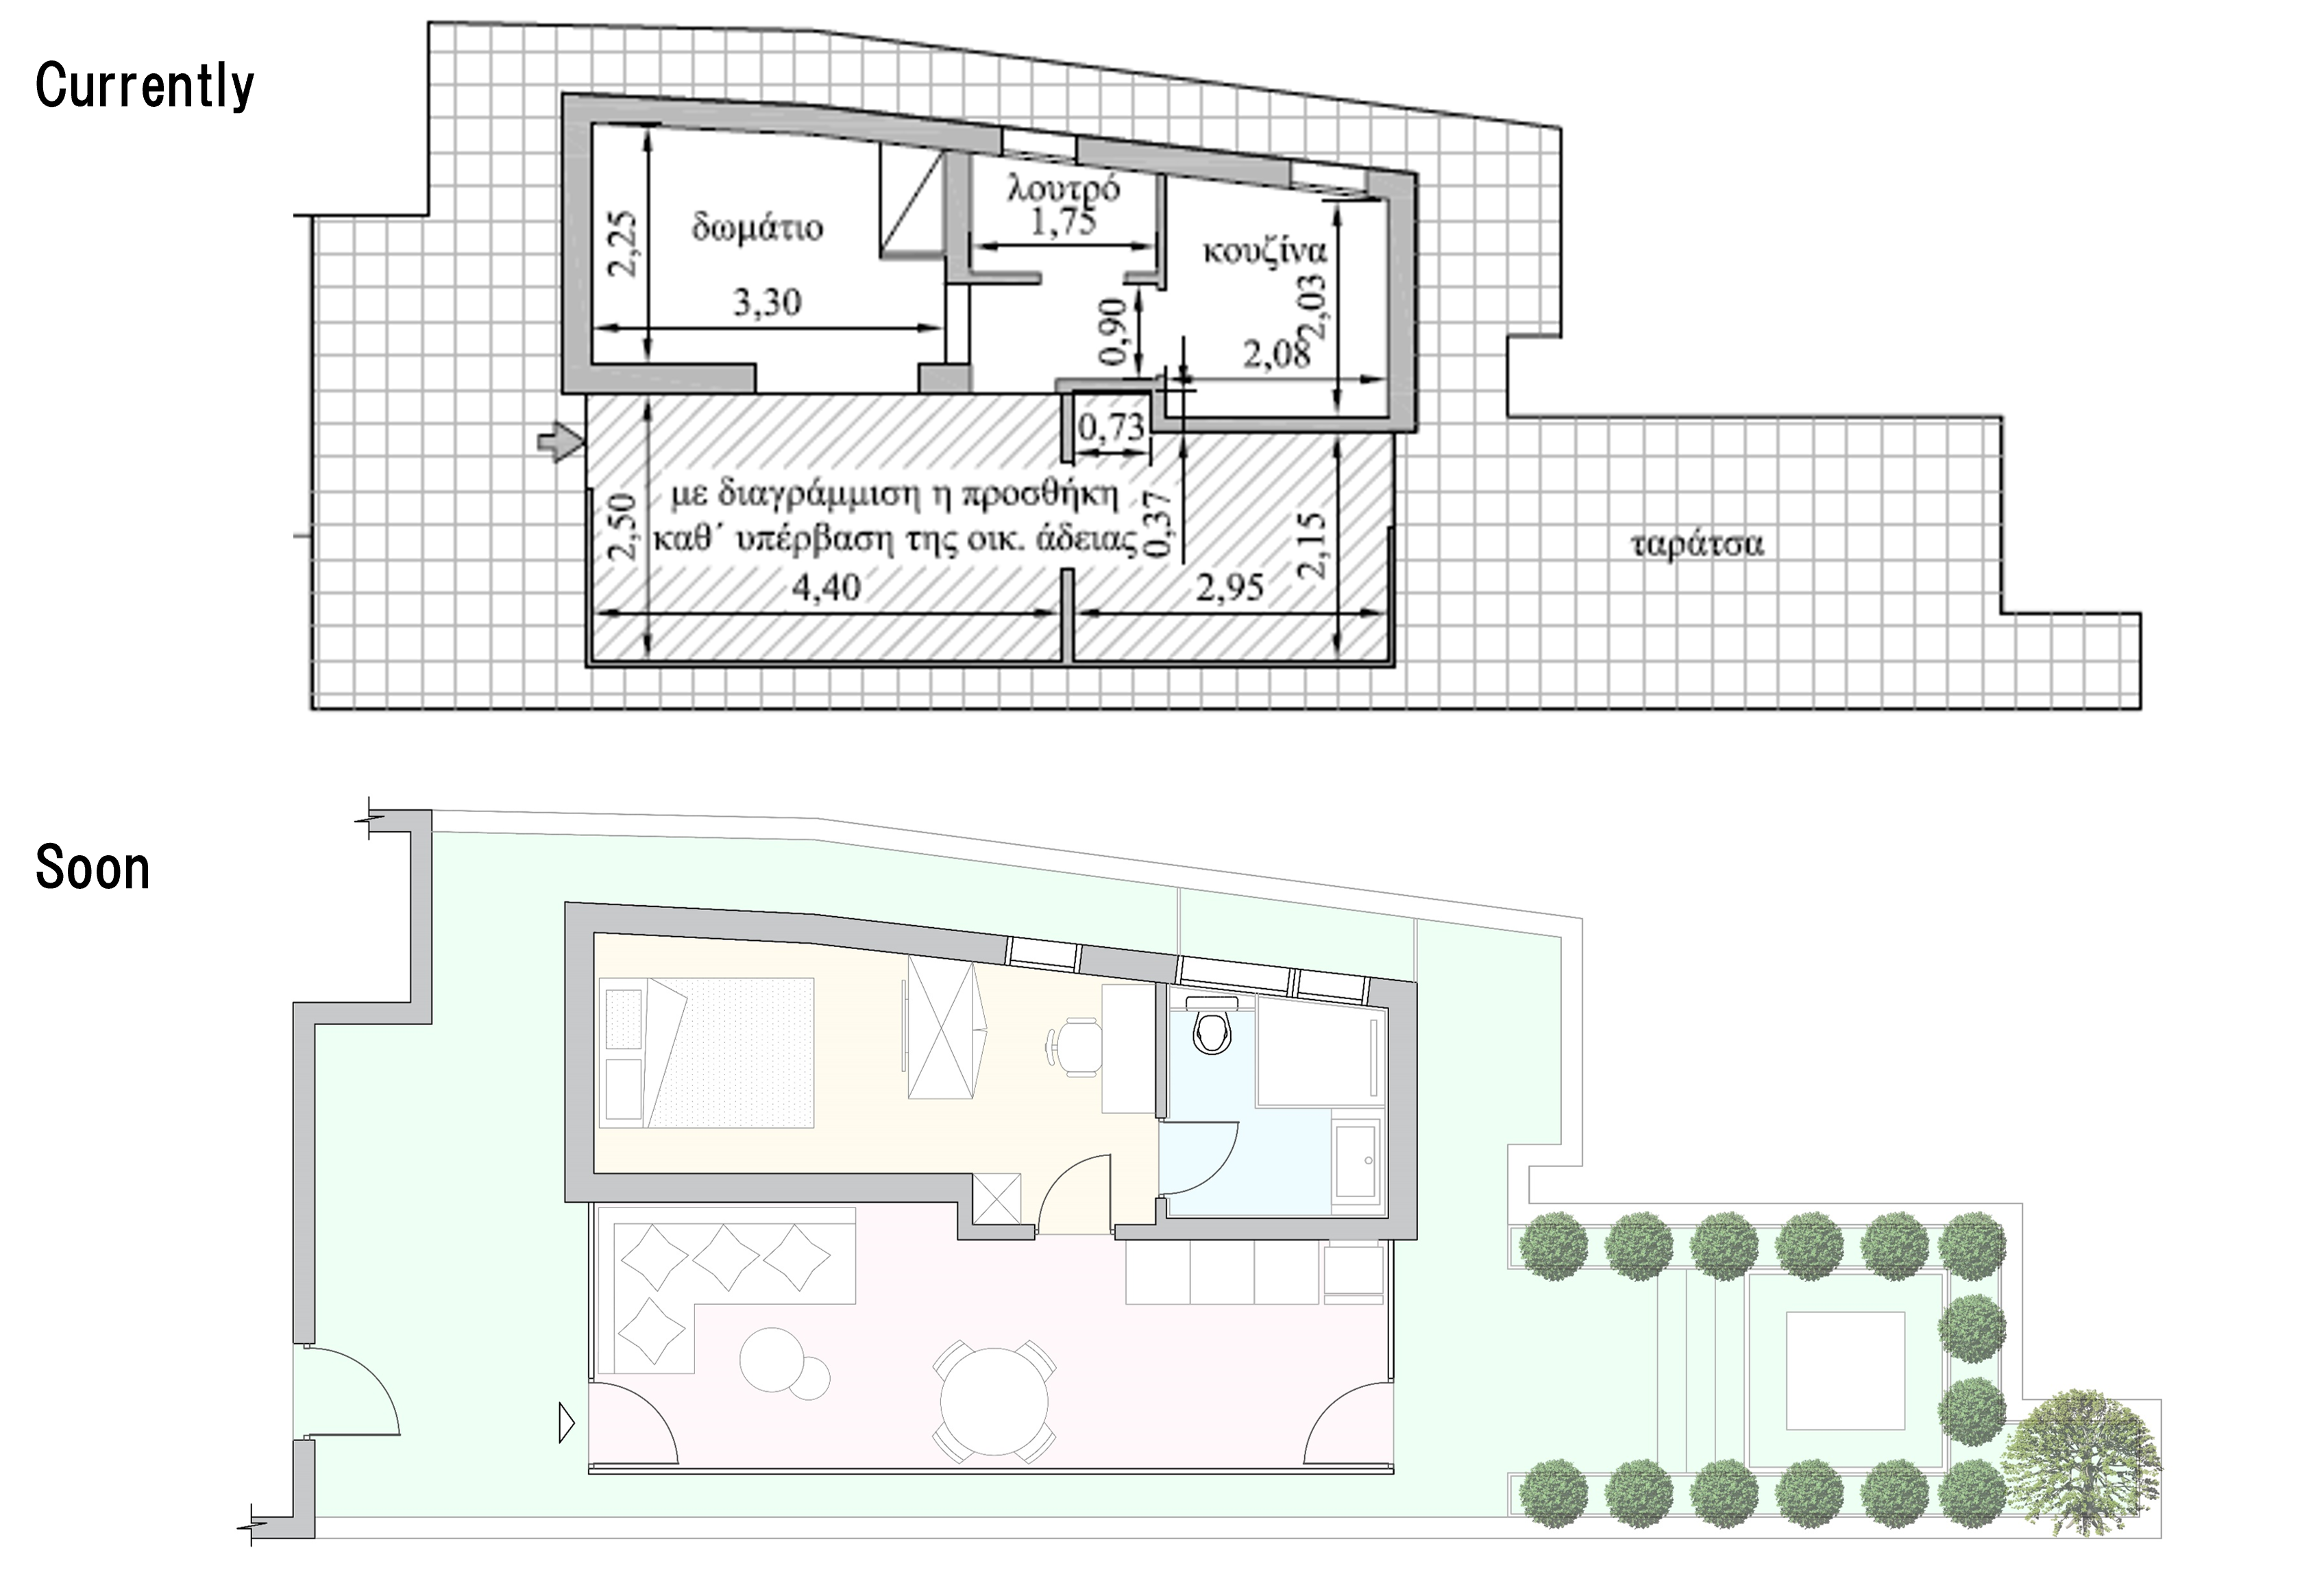 Currently
λουτρό
1,75
δωμάτιο
2,25
κουζίνα
3,30
2,03
0,90
2,08
0,73
με διαγράμμιση η προσθήκη
καθ΄ υπέρβαση της οικ. άδειας
2,50
0,37
2,15
ταράτσα
4,40
2,95
Soon